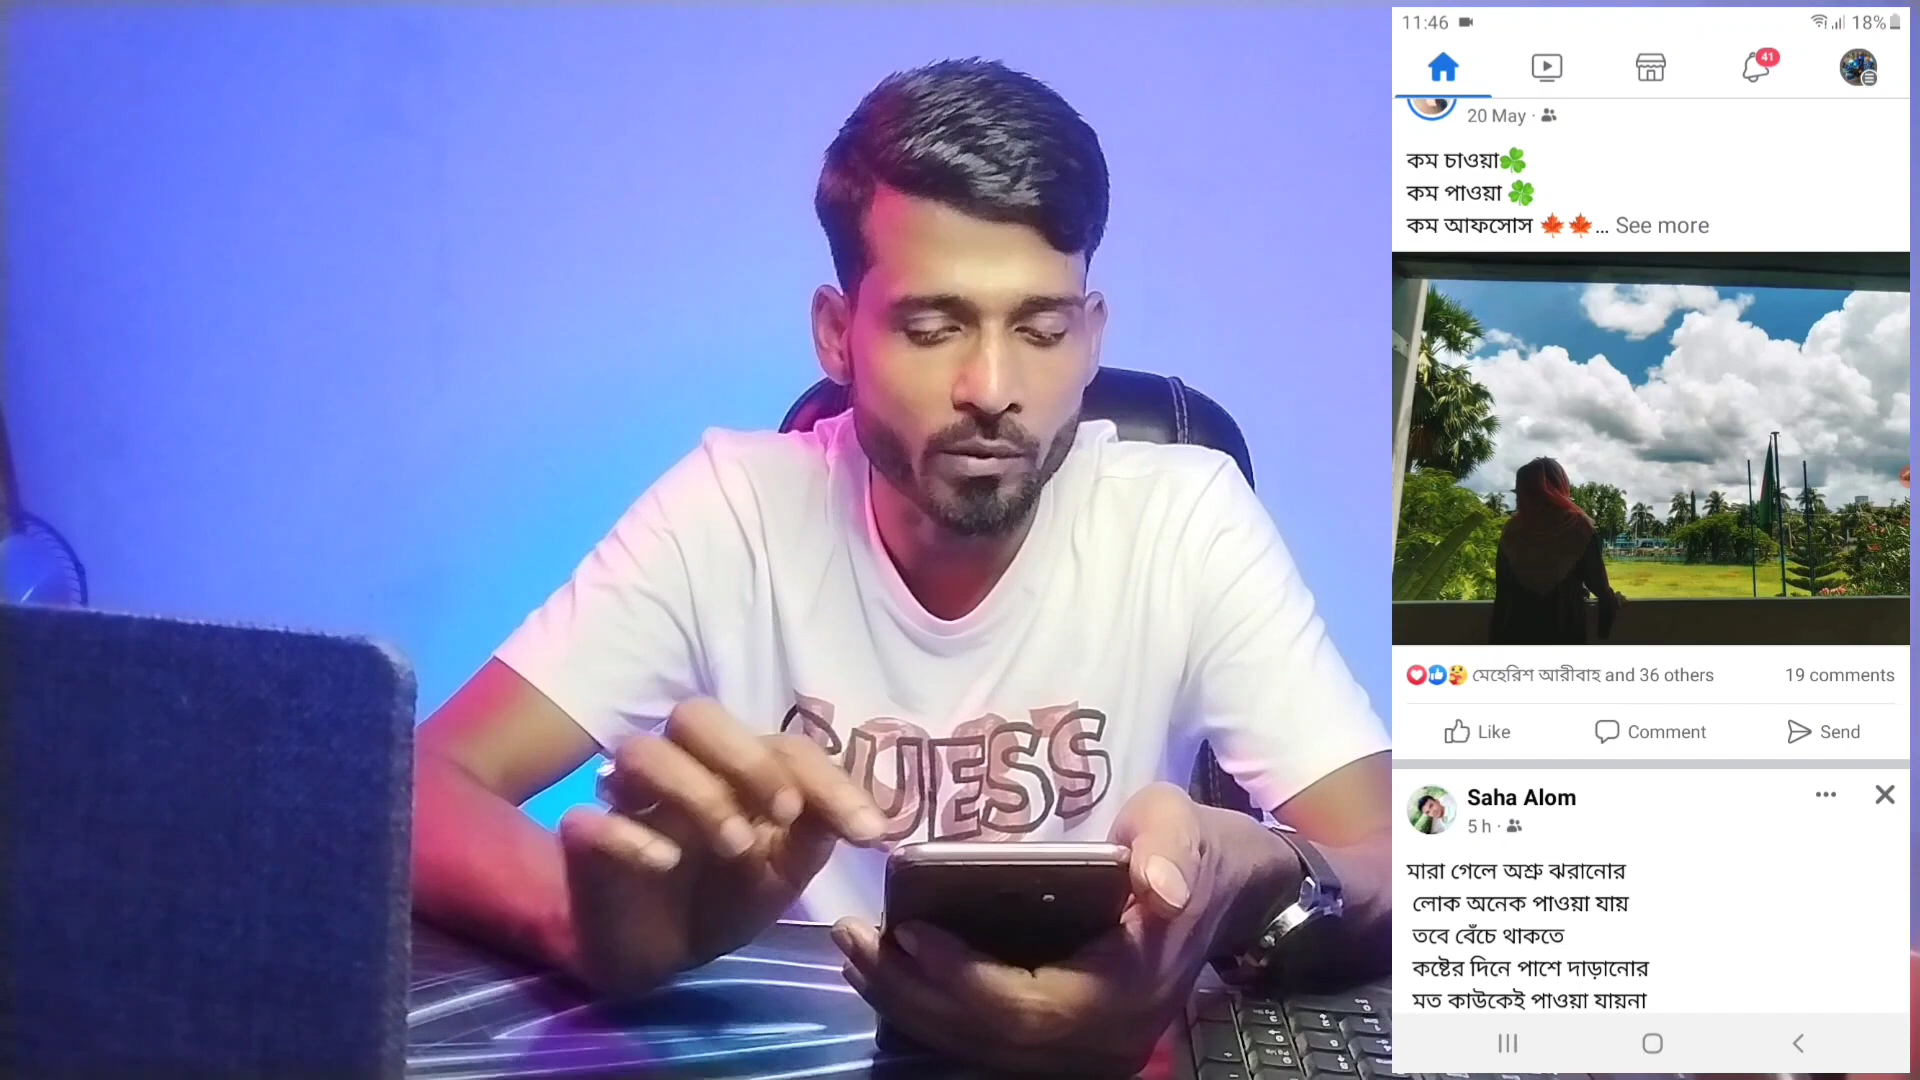 GUESS
11:46
18%
41
20 May ·
কম চাওয়া🍀
কম পাওয়া 🍀
কম আফসোস 🍁🍁... See more
মেহেরিশ আরীবাহ and 36 others
19 comments
Like
Comment
Send
Saha Alom
5 h ·
মারা গেলে অশ্রু ঝরানোর
লোক অনেক পাওয়া যায়
তবে বেঁচে থাকতে
কষ্টের দিনে পাশে দাড়ানোর
মত কাউকেই পাওয়া যায়না